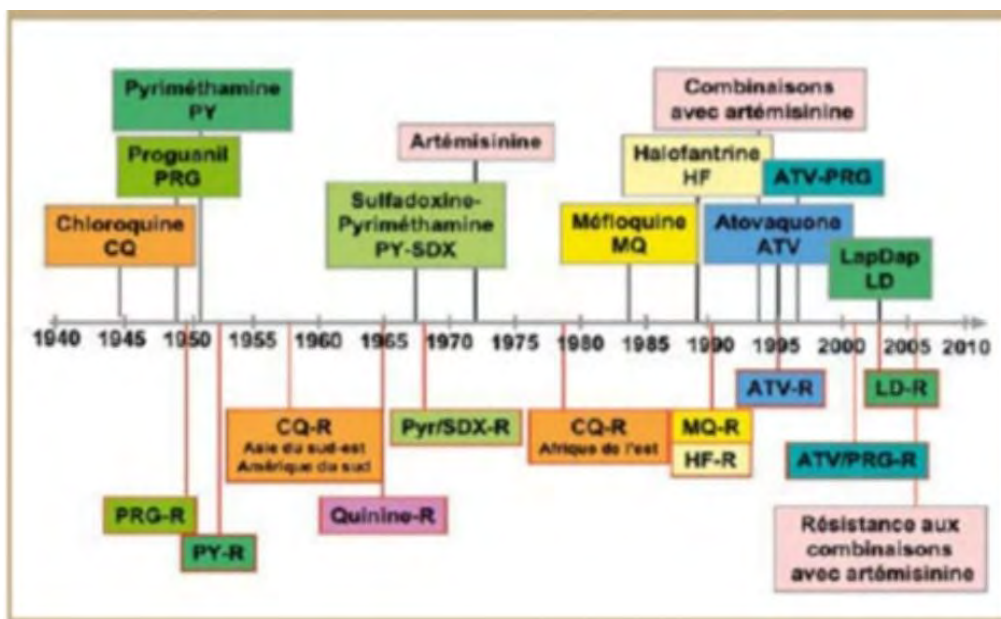 Pyriméthamine
PY
Combinaisons
avec artémisinine
Proguanil
PRG
Artémisinine
Halofantrine
HF
ATV-PRG
Chloroquine
CQ
Sulfadoxine-
Pyriméthamine
PY-SDX
Méfloquine
MQ
Atovaquone
ATV
LapDap
LD
1940 1945 1950 1955 1960 1965 1970 1975 1980 1985 1990 1995 2000 2005 2010
ATV-R
LD-R
CQ-R
Asie du sud-est
Amérique du sud
Pyr/SDX-R
CQ-R
Afrique de l'est
MQ-R
HF-R
ATV/PRG-R
PRG-R
Quinine-R
PY-R
Résistance aux
combinaisons
avec artémisinine